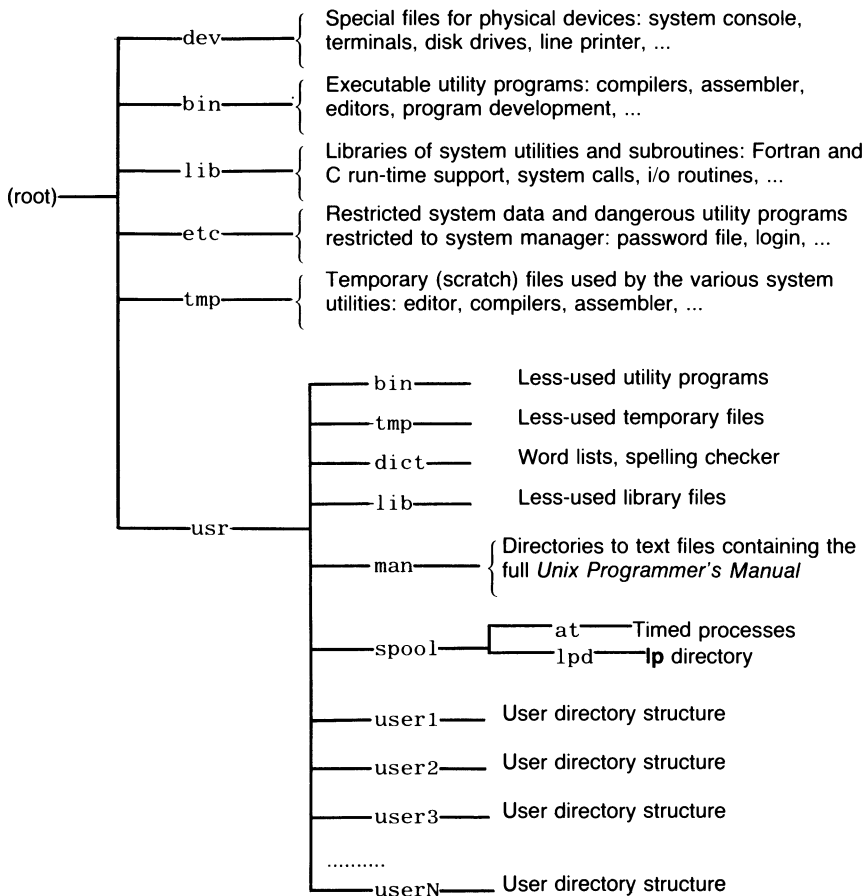 Special files for physical devices: system console,
dev
terminals, disk drives, line printer, ...
Executable utility programs: compilers, assembler,
bin
editors, program development, ...
Libraries of system utilities and subroutines: Fortran and
lib
C run-time support, system calls, i/o routines, ...
(root)
Restricted system data and dangerous utility programs
etc
restricted to system manager: password file, login, ...
Temporary (scratch) files used by the various system
tmp
utilities: editor, compilers, assembler, ...
bin Less-used utility programs
tmp Less-used temporary files
dict Word lists, spelling checker
lib Less-used library files
usr
Directories to text files containing the
man
full Unix Programmer's Manual
at Timed processes
spool
lpd lp directory
user1 User directory structure
user2 User directory structure
user3 User directory structure
..........
userN User directory structure